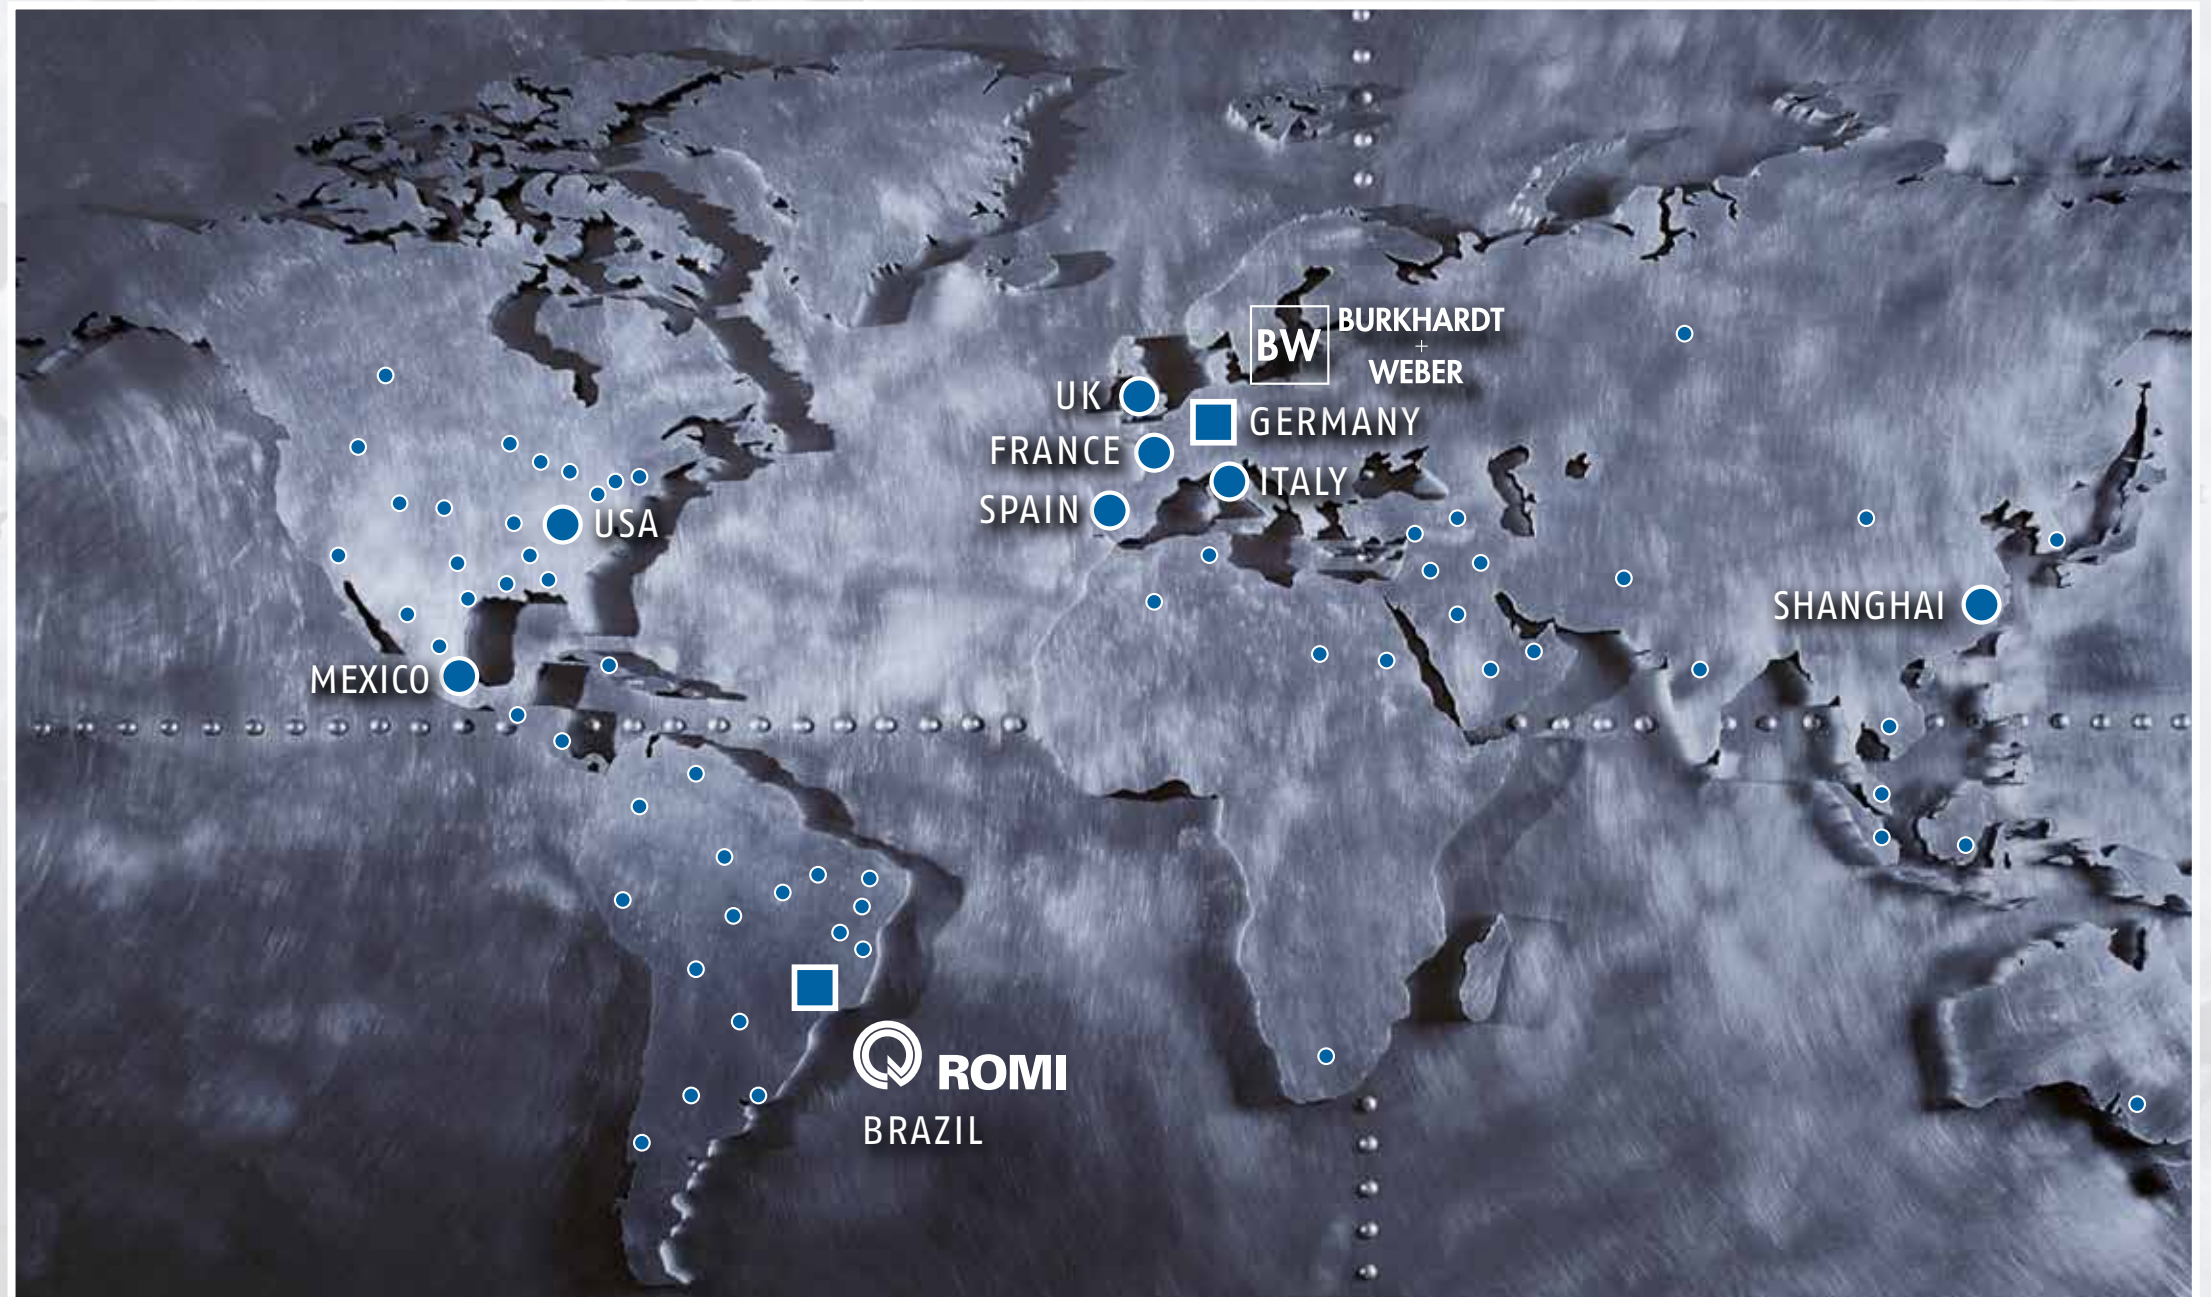 BW
BURKHARDT
+
WEBER
UK
GERMANY
FRANCE
ITALY
SPAIN
USA
SHANGHAI
MEXICO
ROMI
BRAZIL